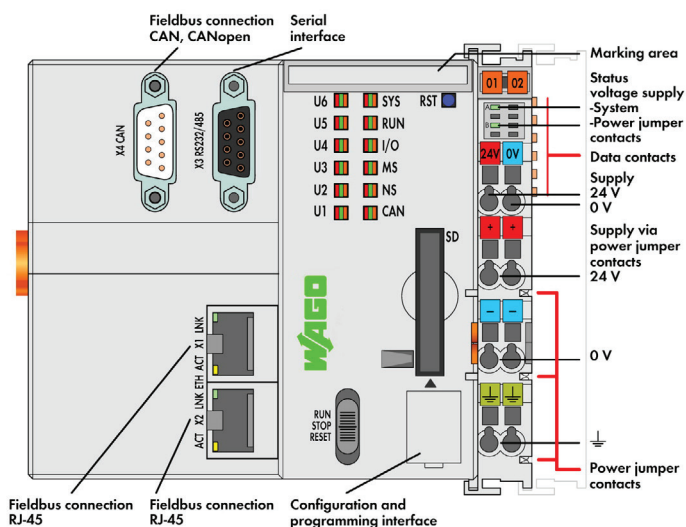 Fieldbus connection
CAN, CANopen
Serial
interface
Marking area
Status
voltage supply
-System
-Power jumper
contacts
Data contacts
Supply
24 V
0 V
Supply via
power jumper
contacts
24 V
0 V
Power jumper
contacts
X4 CAN
X3 RS232/485
U6 SYS RST
U5 RUN
U4 I/O
U3 MS
U2 NS
U1 CAN
SD
01 02
A
B
24V 0V
+ +
− −
WAGO
ACT X1 LNK
ETH
ACT X2 LNK
RUN
STOP
RESET
Fieldbus connection
RJ-45
Fieldbus connection
RJ-45
Configuration and
programming interface